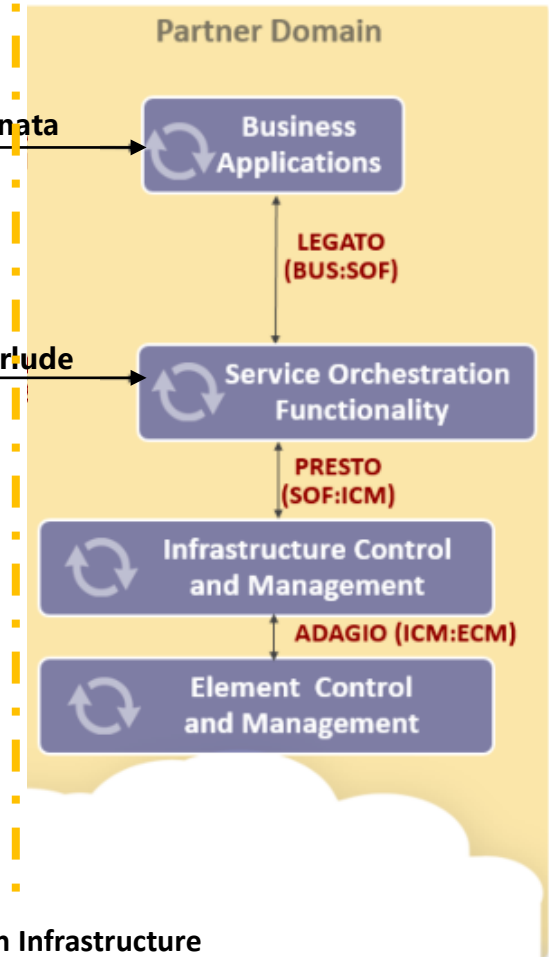 Partner Domain
nata
Business
Applications
LEGATO
(BUS:SOF)
rlude
Service Orchestration
Functionality
PRESTO
(SOF:ICM)
Infrastructure Control
and Management
ADAGIO (ICM:ECM)
Element Control
and Management
n Infrastructure